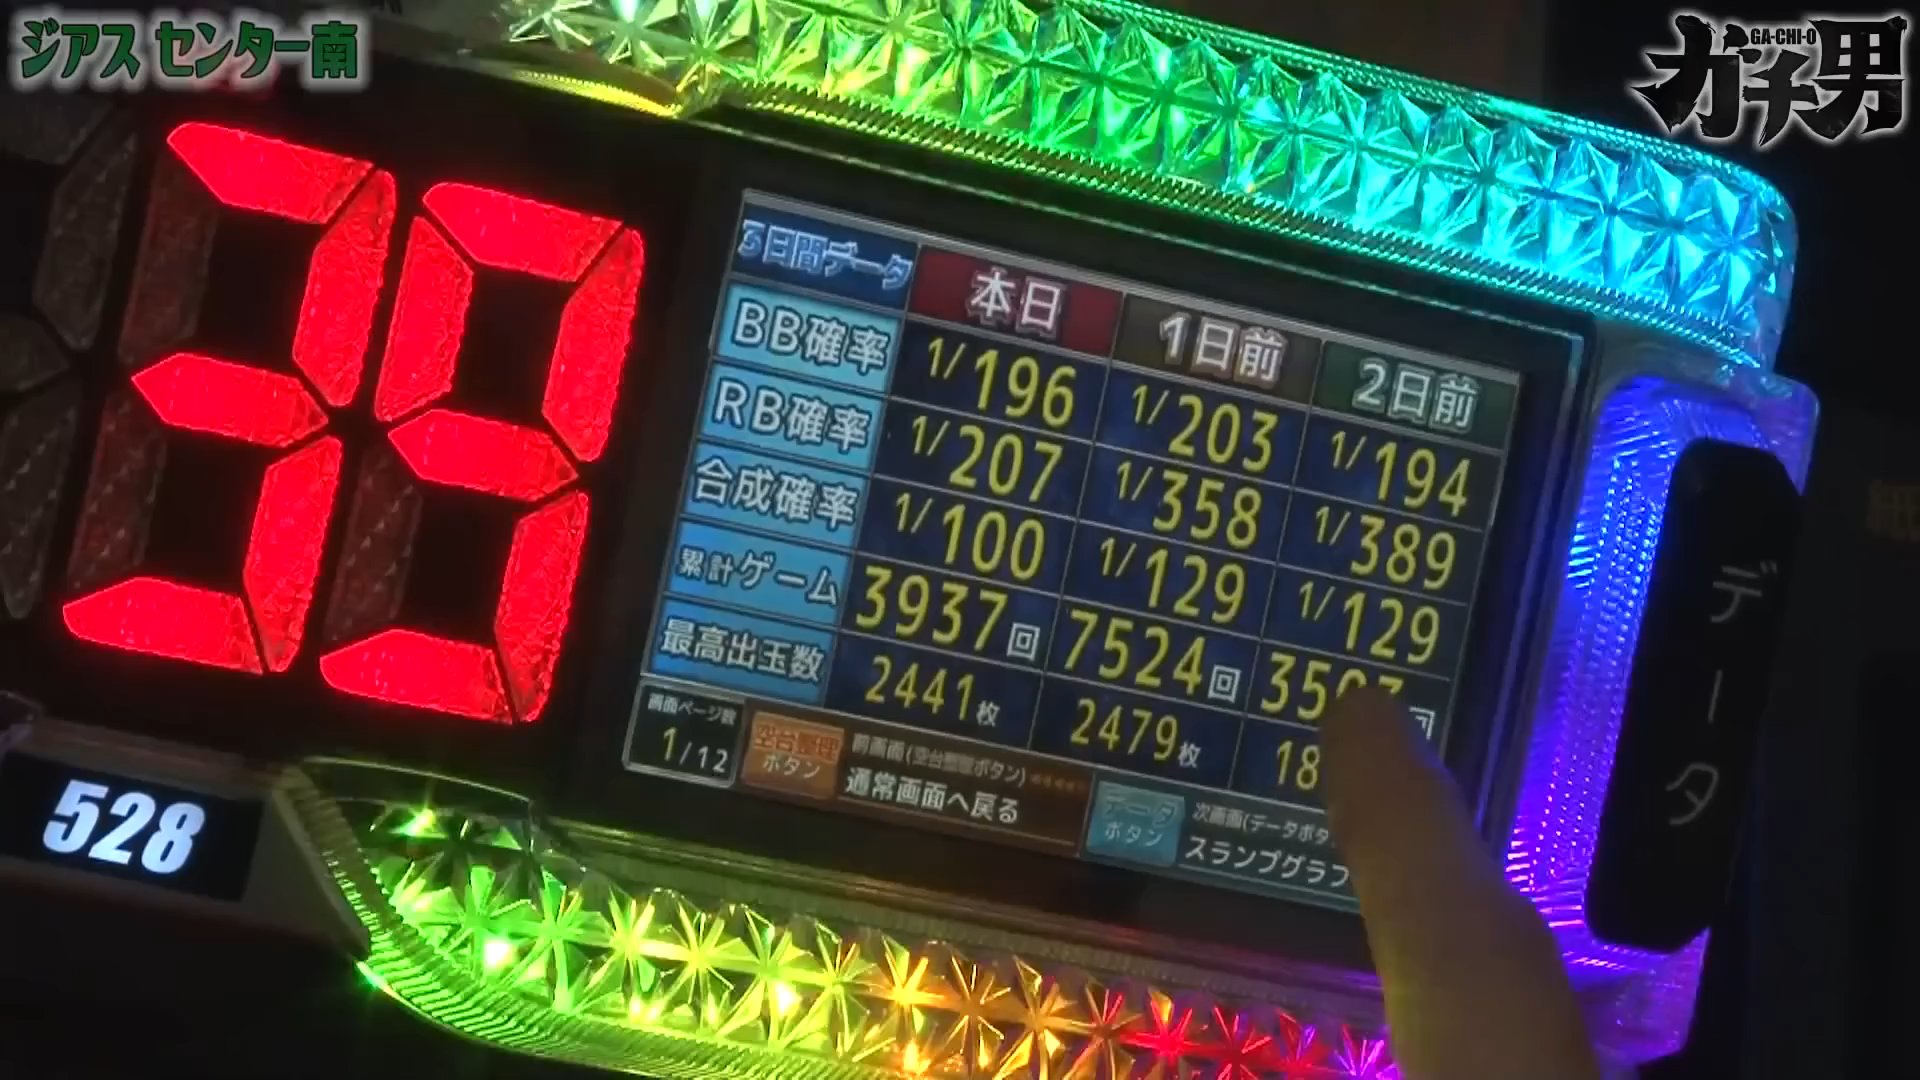 ジアス センター南
GA-CHI-O
ガチ男
39
3日間データ 本日 1日前 2日前
BB確率 1/196 1/203 1/194
RB確率 1/207 1/358 1/389
合成確率 1/100 1/129 1/129
累計ゲーム 3937回 7524回
最高出玉数 2441枚 2479枚
画面ページ数
1/12
空台整理
ボタン
前画面(空台整理ボタン)
通常画面へ戻る
データ
ボタン
次画面(データボタ
スランプグラフ
データ
528